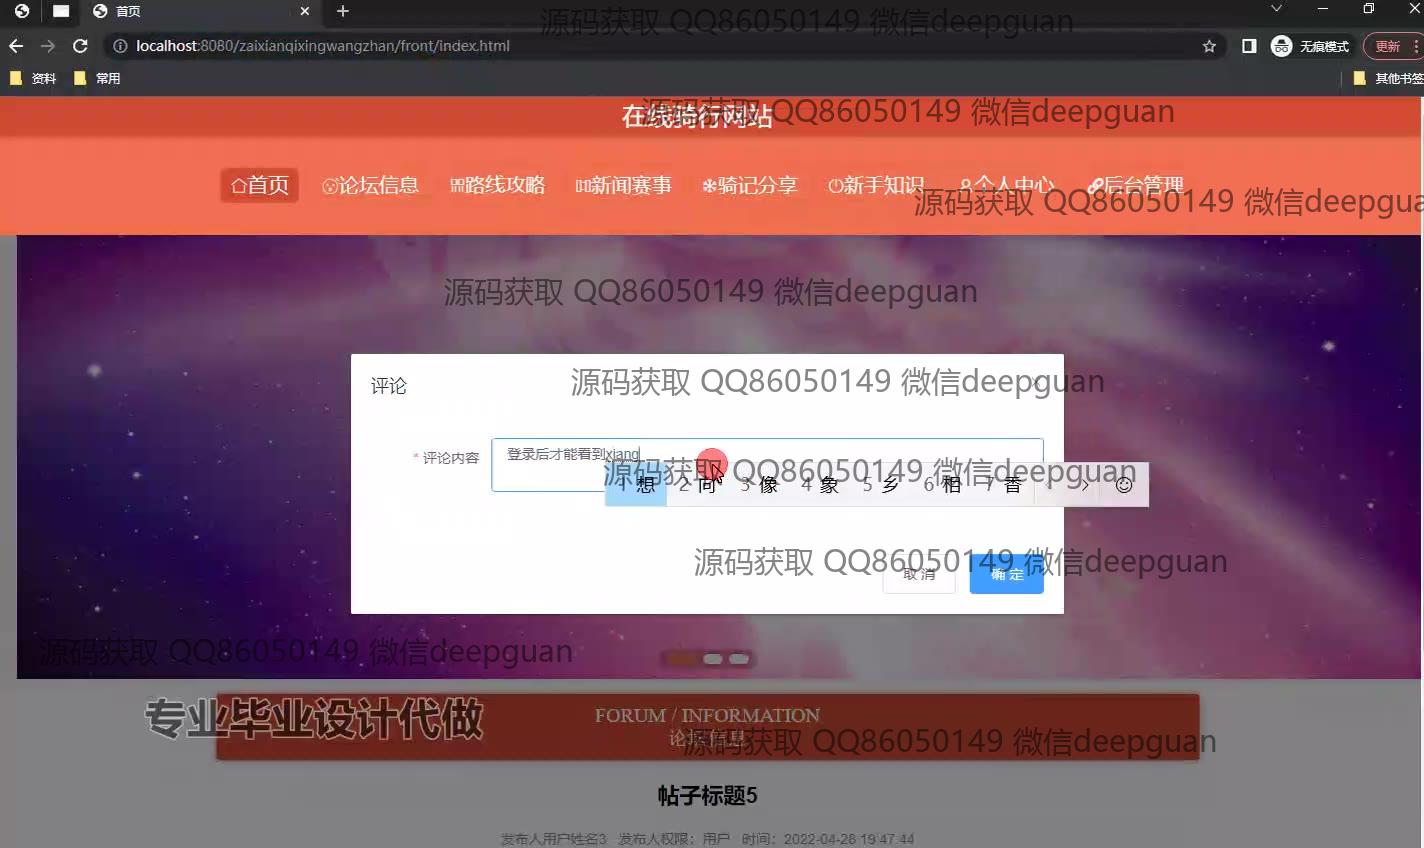 首页
源码获取 QQ86050149 微信deepguan
localhost:8080/zaixianqixingwangzhan/front/index.html
无痕模式
更新
资料
常用
其他书签
在线骑行网站
源码获取 QQ86050149 微信deepguan
首页 论坛信息 路线攻略 新闻赛事 骑记分享 新手知识 个人中心 后台管理
源码获取 QQ86050149 微信deepgua
源码获取 QQ86050149 微信deepguan
评论
源码获取 QQ86050149 微信deepguan
* 评论内容
登录后才能看到xiang
源码获取 QQ86050149 微信deepguan
1 想 2 向 3 像 4 象 5 乡 6 相 7 香
源码获取 QQ86050149 微信deepguan
取消
确定
源码获取 QQ86050149 微信deepguan
专业毕业设计代做
FORUM / INFORMATION
论坛信息
源码获取 QQ86050149 微信deepguan
帖子标题5
发布人用户姓名3 发布人权限：用户 时间：2022-04-28 19:47:44